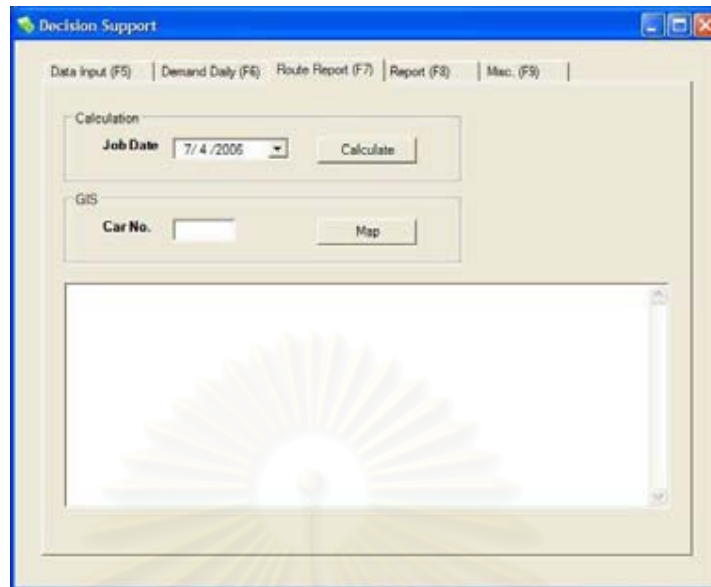 Decision Support
Data Input (F5) Demand Daily (F6) Route Report (F7) Report (F8) Misc. (F9)
Calculation
Job Date 7/ 4 /2006 Calculate
GIS
Car No. Map